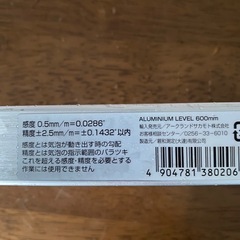 感度 0.5mm/m=0.0286°
精度±2.5mm/m=±0.1432°以内
感度とは気泡が動き出す時の勾配
精度とは気泡の指示範囲のバラツキ
これを超える感度・精度を必要とする
作業には使用できません。
ALUMINIUM LEVEL 600mm
輸入発売元／アークランドサカモト株式会社
お客様相談センター／0256-33-6010
製造元／
4 904781 380206